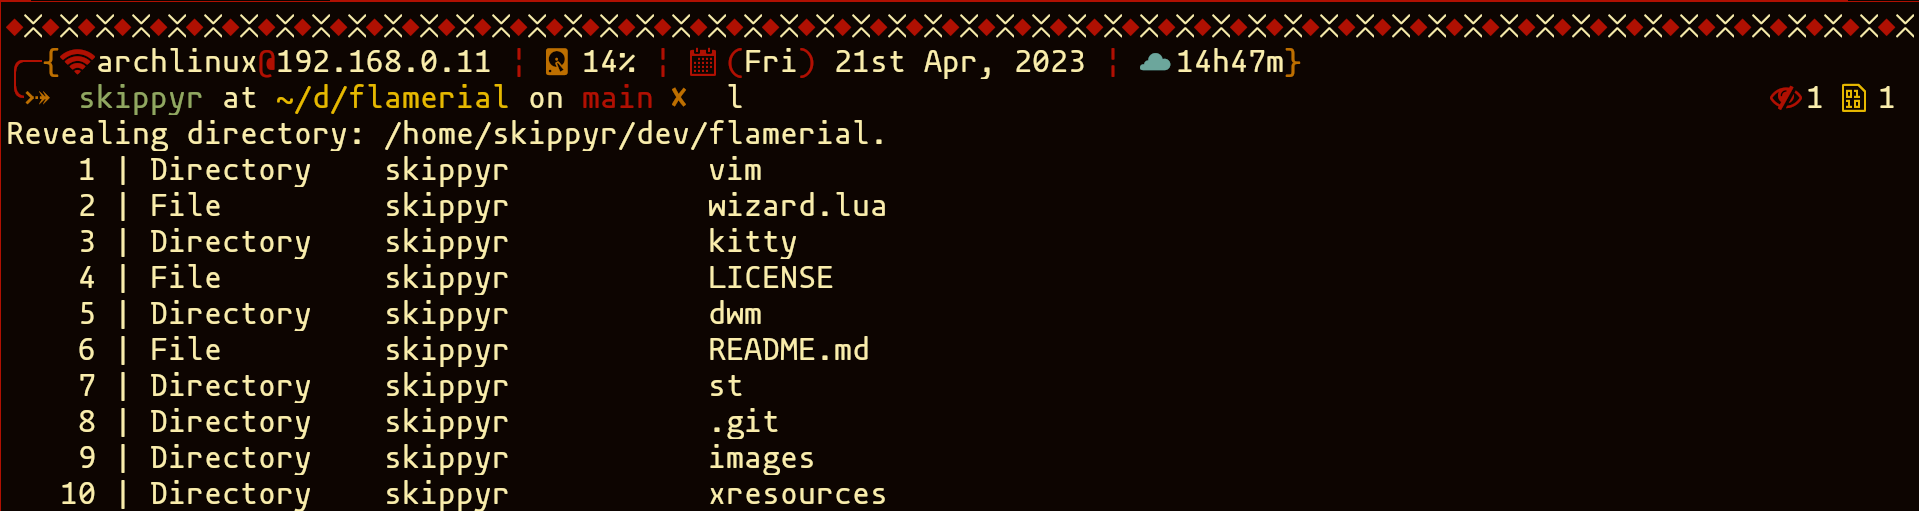 {archlinux@192.168.0.11 ¦ 14% ¦ (Fri) 21st Apr, 2023 ¦ 14h47m}
skippyr at ~/d/flamerial on main ✗ l 1 1
Revealing directory: /home/skippyr/dev/flamerial.
1 | Directory skippyr vim
2 | File skippyr wizard.lua
3 | Directory skippyr kitty
4 | File skippyr LICENSE
5 | Directory skippyr dwm
6 | File skippyr README.md
7 | Directory skippyr st
8 | Directory skippyr .git
9 | Directory skippyr images
10 | Directory skippyr xresources